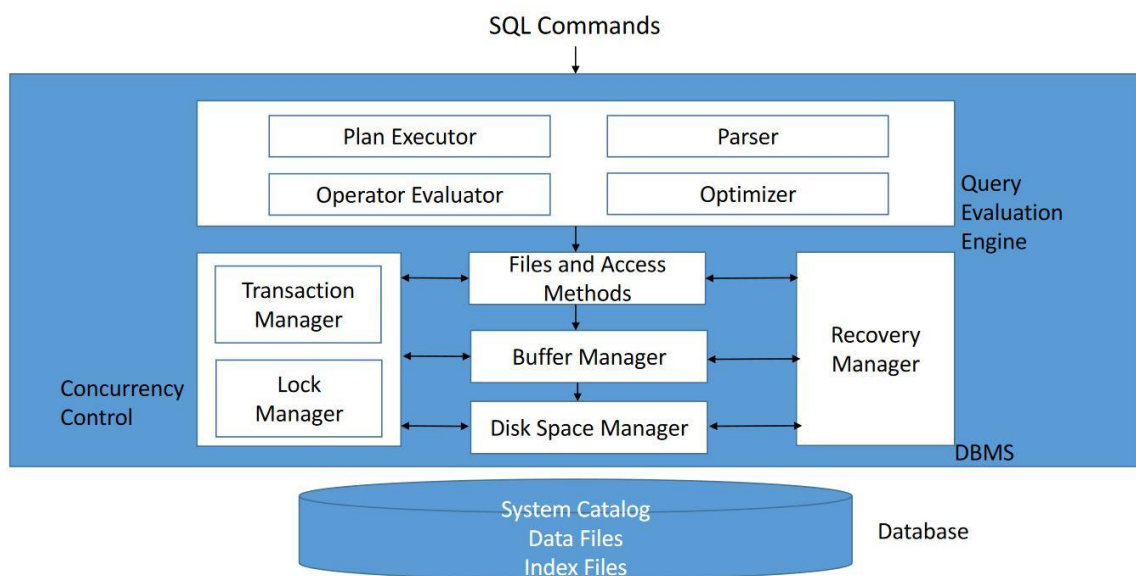 SQL Commands
Plan Executor
Parser
Operator Evaluator
Optimizer
Query
Evaluation
Engine
Files and Access
Methods
Transaction
Manager
Buffer Manager
Recovery
Manager
Concurrency
Control
Lock
Manager
Disk Space Manager
DBMS
System Catalog
Data Files
Index Files
Database